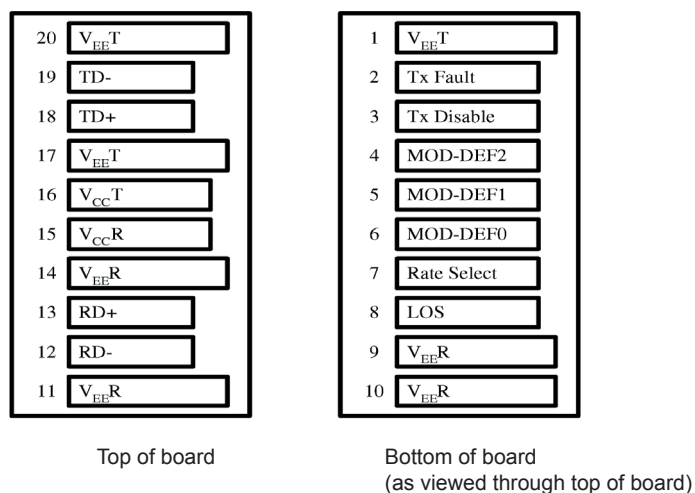 20 VEET
19 TD-
18 TD+
17 VEET
16 VCCT
15 VCCR
14 VEER
13 RD+
12 RD-
11 VEER
Top of board
1 VEET
2 Tx Fault
3 Tx Disable
4 MOD-DEF2
5 MOD-DEF1
6 MOD-DEF0
7 Rate Select
8 LOS
9 VEER
10 VEER
Bottom of board
(as viewed through top of board)